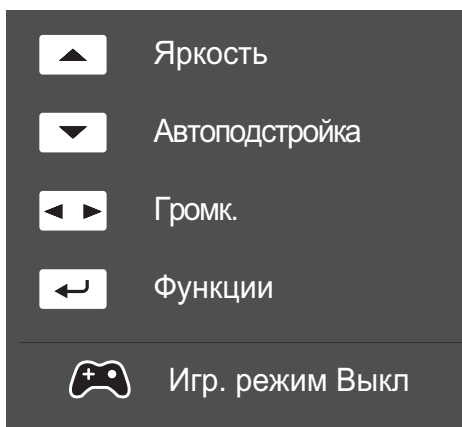 Яркость
Автоподстройка
Громк.
Функции
Игр. режим Выкл